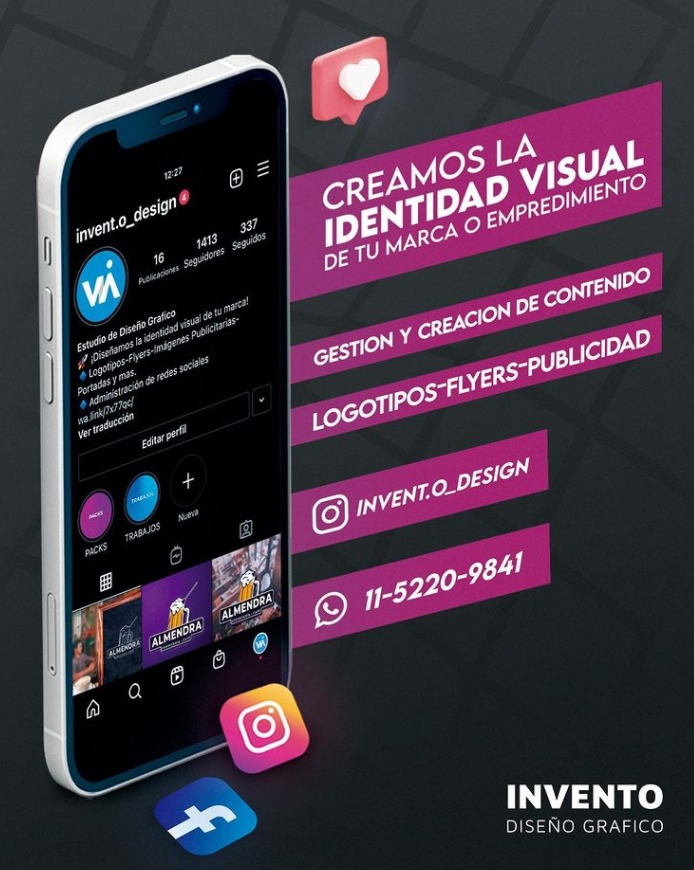 12:27
invent.o_design 4
16 1413 337
Publicaciones Seguidores Seguidos
VA
Estudio de Diseño Grafico
🚀 ¡Diseñamos la identidad visual de tu marca!
🔹 Logotipos-Flyers-Imágenes Publicitarias-
Portadas y mas.
🔹 Administración de redes sociales
wa.link/7x77qc/
Ver traducción
Editar perfil
PACKS
TRABAJOS
PACKS
TRABAJOS
Nueva
ALMENDRA
ALMENDRA
ALMENDRA
VA
CREAMOS LA
IDENTIDAD VISUAL
DE TU MARCA O EMPREDIMIENTO
GESTION Y CREACION DE CONTENIDO
LOGOTIPOS-FLYERS-PUBLICIDAD
INVENT.O_DESIGN
11-5220-9841
INVENTO
DISEÑO GRAFICO